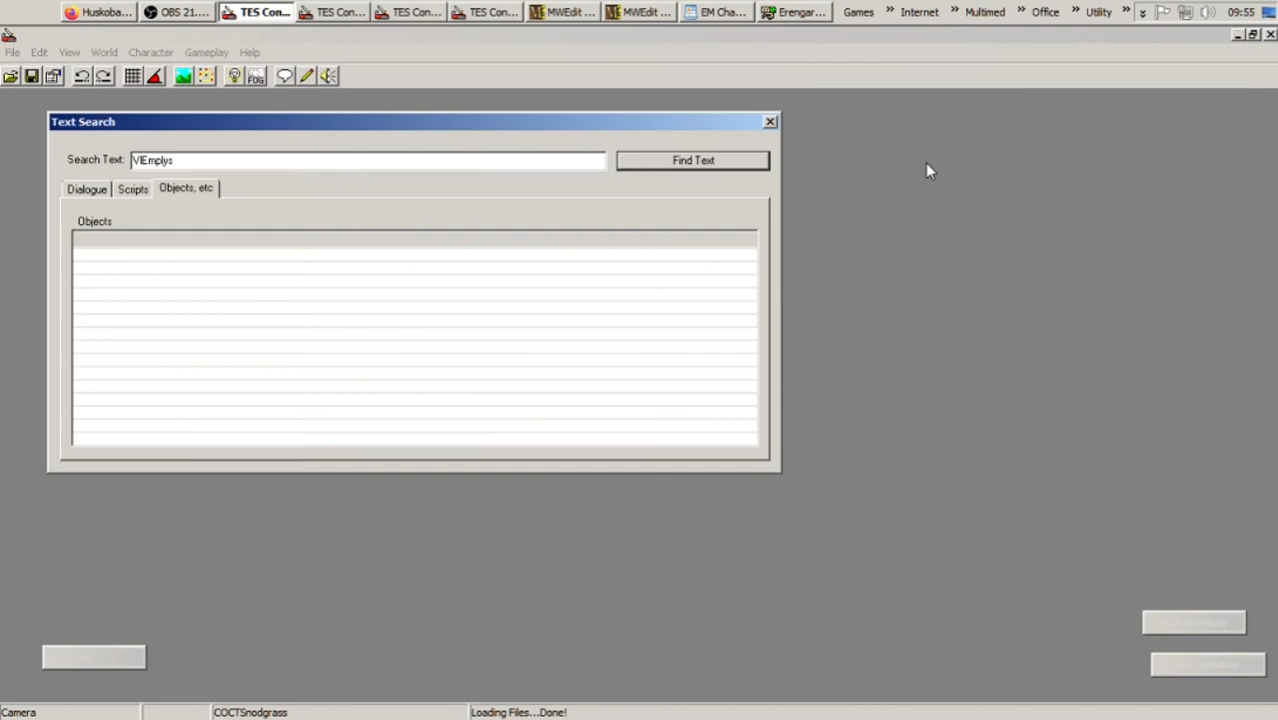 Huskoba... OBS 21.... TES Con... TES Con... TES Con... TES Con... MWEdit ... MWEdit ... EM Cha... Erengar... Games » Internet » Multimed » Office » Utility » 09:55
File Edit View World Character Gameplay Help
FOG
Text Search
Search Text: VIEmplys Find Text
Dialogue Scripts Objects, etc
Objects
Camera COCTSnodgrass Loading Files...Done!